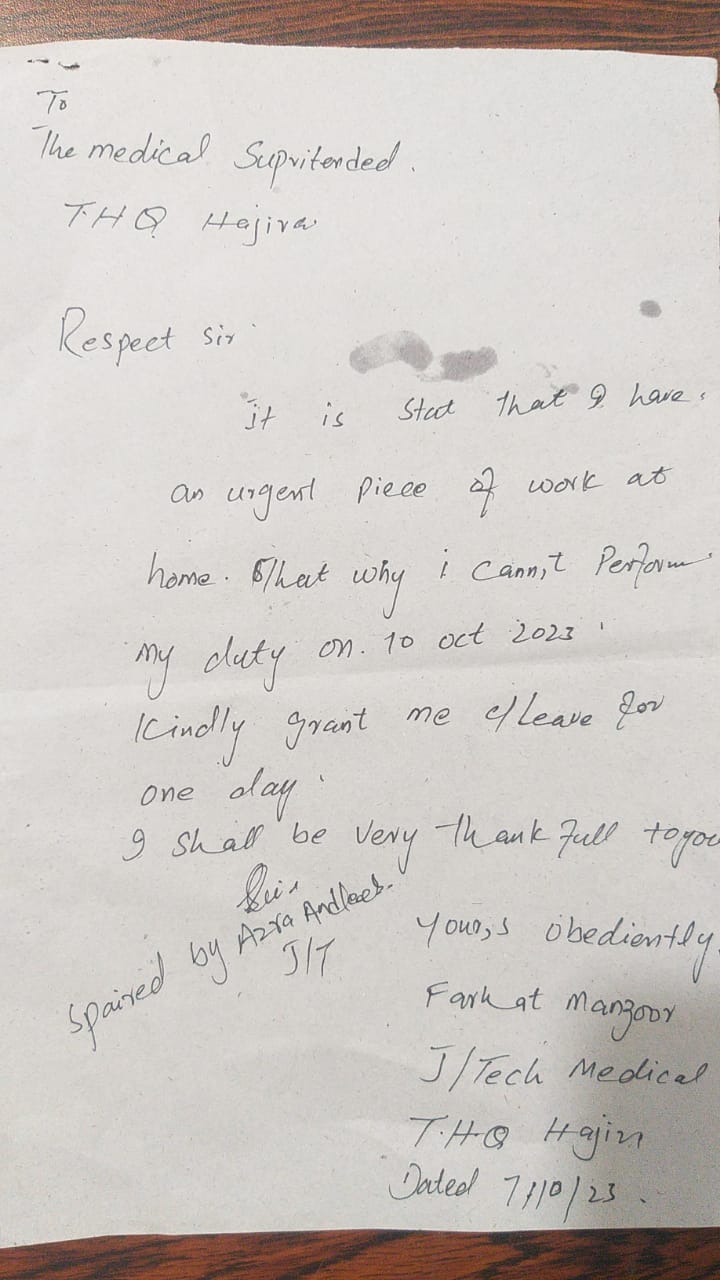 To
The medical Supritended.
T.H.Q Hajira
Respect sir
it is Stat that I have.
an urgent piece of work at
home. That why i cann,t Perform
my duty on. 10 oct 2023
Kindly grant me c/Leave for
one day.
I shall be very thank full to you
spaired by Azra Andleeb.
J/T
Your,s obediently.
Farhat Manzoor
J/Tech Medical
T.H.Q Hajira
Dated 7/10/23.